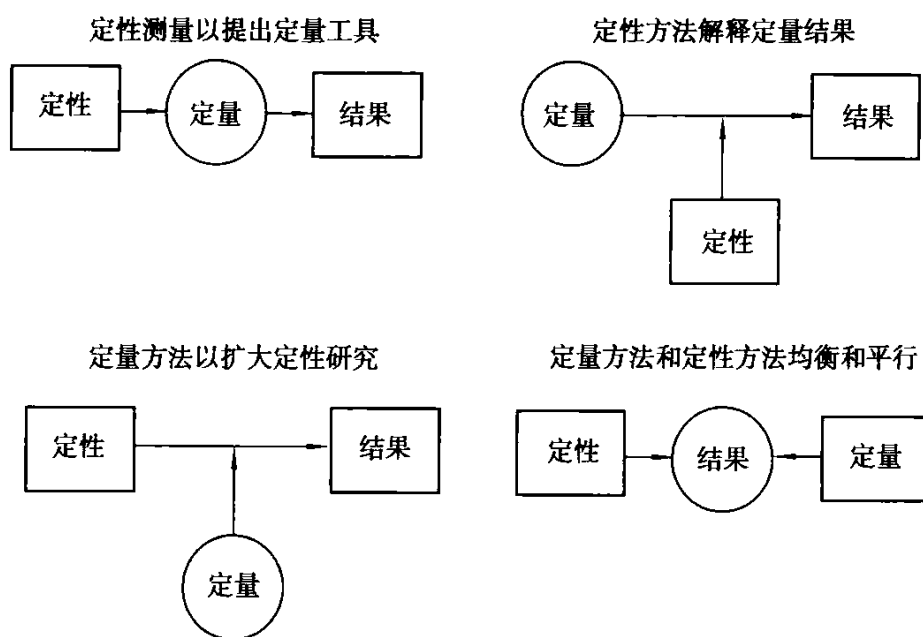 定性测量以提出定量工具
定性
定量
结果
定性方法解释定量结果
定量
结果
定性
定量方法以扩大定性研究
定性
结果
定量
定量方法和定性方法均衡和平行
定性
结果
定量